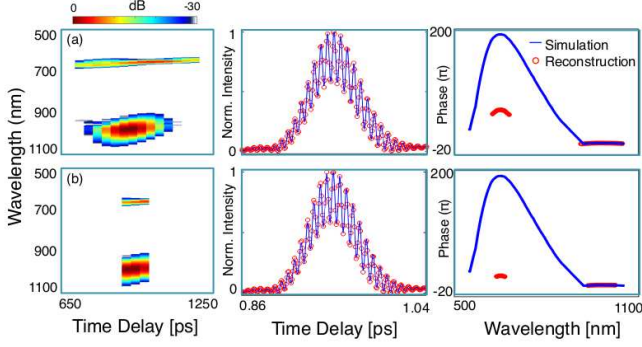 0 dB -30
500 (a)
700
900
1100
Wavelength (nm)
500 (b)
700
900
1100
650 1250
Time Delay [ps]
1
Norm. Intensity
0
1
Norm. Intensity
0
0.86 1.04
Time Delay [ps]
200
Phase (π)
-20
Simulation
Reconstruction
200
Phase (π)
-20
500 1100
Wavelength [nm]